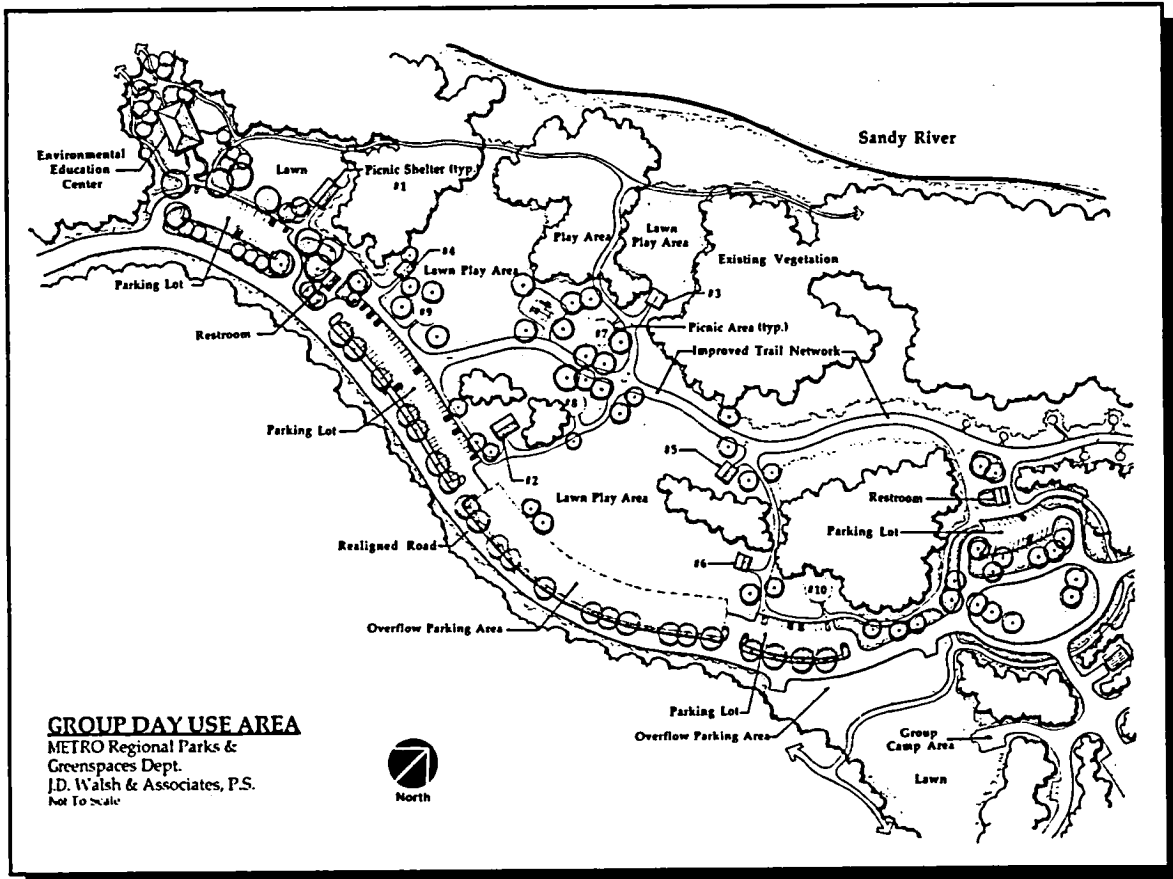 Sandy River
Environmental
Education
Center
Lawn
Picnic Shelter (typ.)
#1
Play Area
Lawn
Play Area
Existing Vegetation
#4
Lawn Play Area
Parking Lot
#3
#9
Restroom
#7
Picnic Area (typ.)
Improved Trail Network
#8
Parking Lot
#5
#2
Lawn Play Area
Restroom
Parking Lot
Realigned Road
#6
#10
Overflow Parking Area
Parking Lot
Overflow Parking Area
Group
Camp Area
Lawn
GROUP DAY USE AREA
METRO Regional Parks &
Greenspaces Dept.
J.D. Walsh & Associates, P.S.
Not To Scale
North